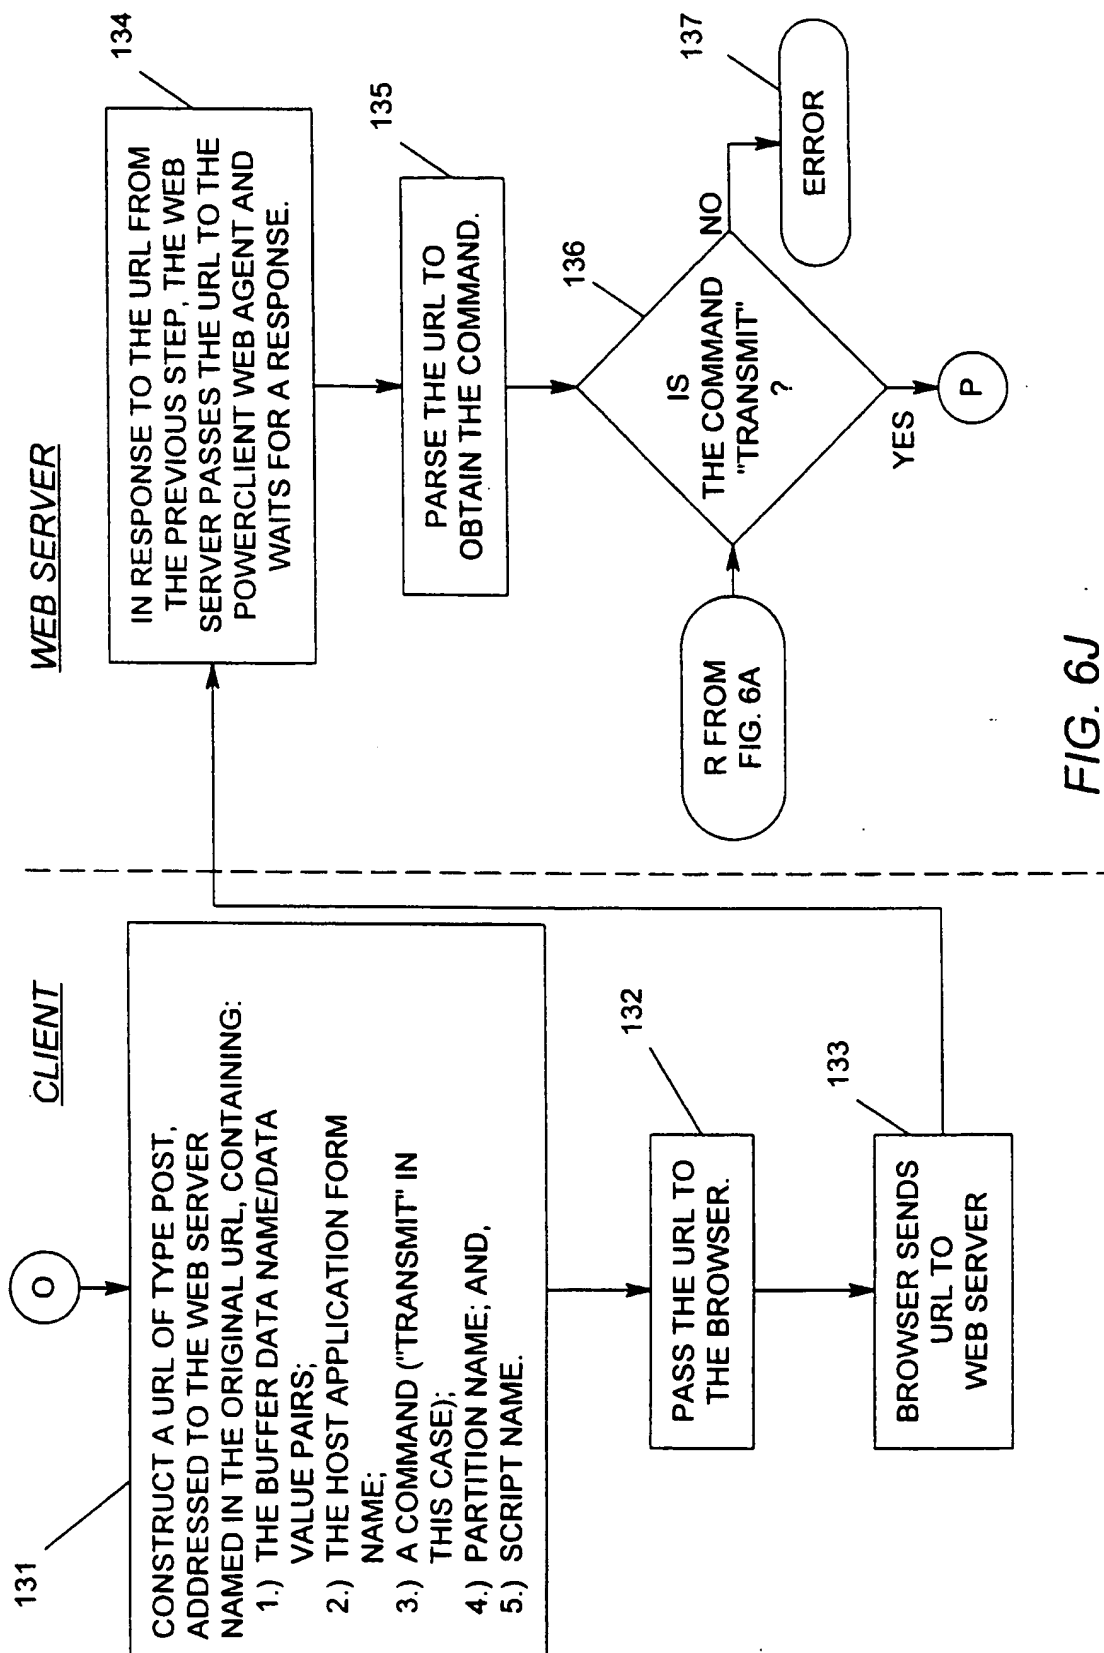 CLIENT
O
131
CONSTRUCT A URL OF TYPE POST,
ADDRESSED TO THE WEB SERVER
NAMED IN THE ORIGINAL URL, CONTAINING:
1.) THE BUFFER DATA NAME/DATA
VALUE PAIRS;
2.) THE HOST APPLICATION FORM
NAME;
3.) A COMMAND ("TRANSMIT" IN
THIS CASE);
4.) PARTITION NAME; AND,
5.) SCRIPT NAME.
132
PASS THE URL TO
THE BROWSER.
133
BROWSER SENDS
URL TO
WEB SERVER
WEB SERVER
134
IN RESPONSE TO THE URL FROM
THE PREVIOUS STEP, THE WEB
SERVER PASSES THE URL TO THE
POWERCLIENT WEB AGENT AND
WAITS FOR A RESPONSE.
135
PARSE THE URL TO
OBTAIN THE COMMAND.
R FROM
FIG. 6A
136
IS
THE COMMAND
"TRANSMIT"
?
NO
137
ERROR
YES
P
FIG. 6J